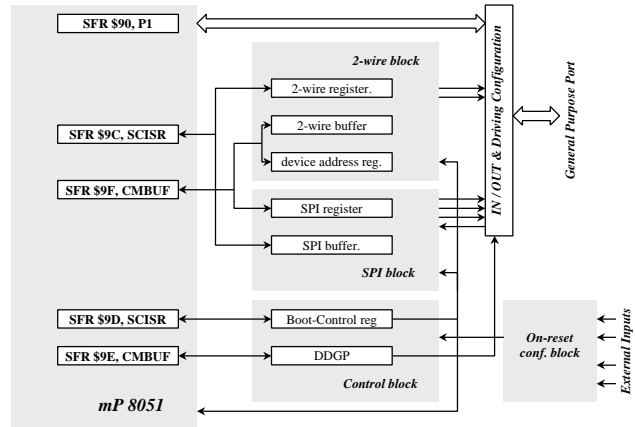 SFR $90, P1
2-wire block
2-wire register.
2-wire buffer
SFR $9C, SCISR
device address reg.
SFR $9F, CMBUF
SPI register
SPI buffer.
SPI block
IN / OUT & Driving Configuration
General Purpose Port
SFR $9D, SCISR
Boot-Control reg
On-reset
conf. block
SFR $9E, CMBUF
DDGP
Control block
External Inputs
mP 8051